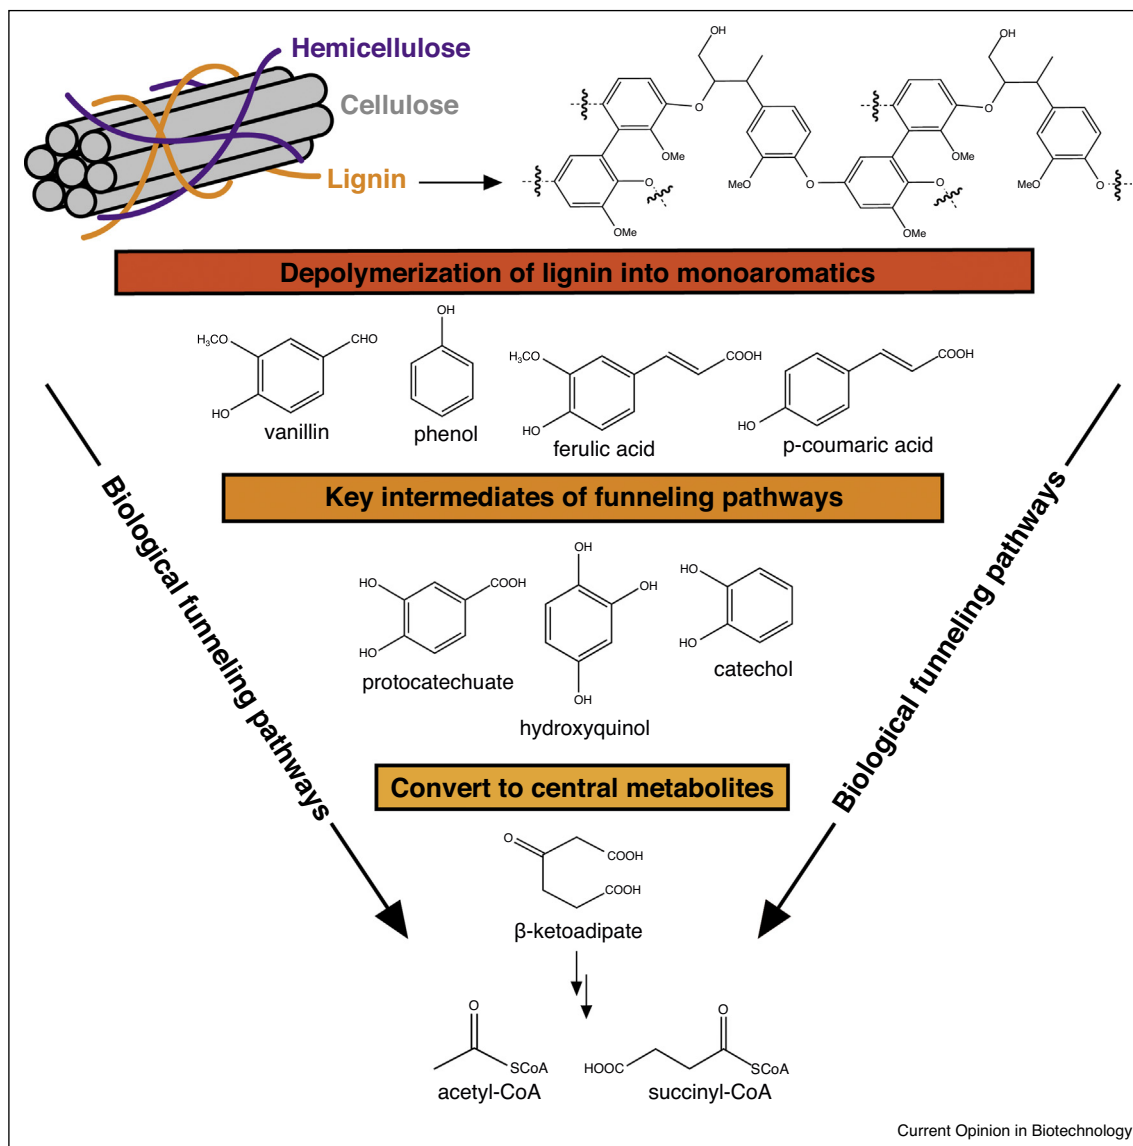 Hemicellulose
Cellulose
Lignin
OH
OH
O
O
OMe
OMe
O
O
MeO
O
MeO
O
OMe
OMe
Depolymerization of lignin into monoaromatics
H₃CO
CHO
HO
vanillin
OH
phenol
H₃CO
COOH
HO
ferulic acid
COOH
HO
p-coumaric acid
Key intermediates of funneling pathways
Biological funneling pathways
Biological funneling pathways
HO
COOH
HO
protocatechuate
OH
OH
OH
hydroxyquinol
HO
HO
catechol
Convert to central metabolites
O
COOH
COOH
β-ketoadipate
O
SCoA
acetyl-CoA
O
HOOC
SCoA
succinyl-CoA
Current Opinion in Biotechnology